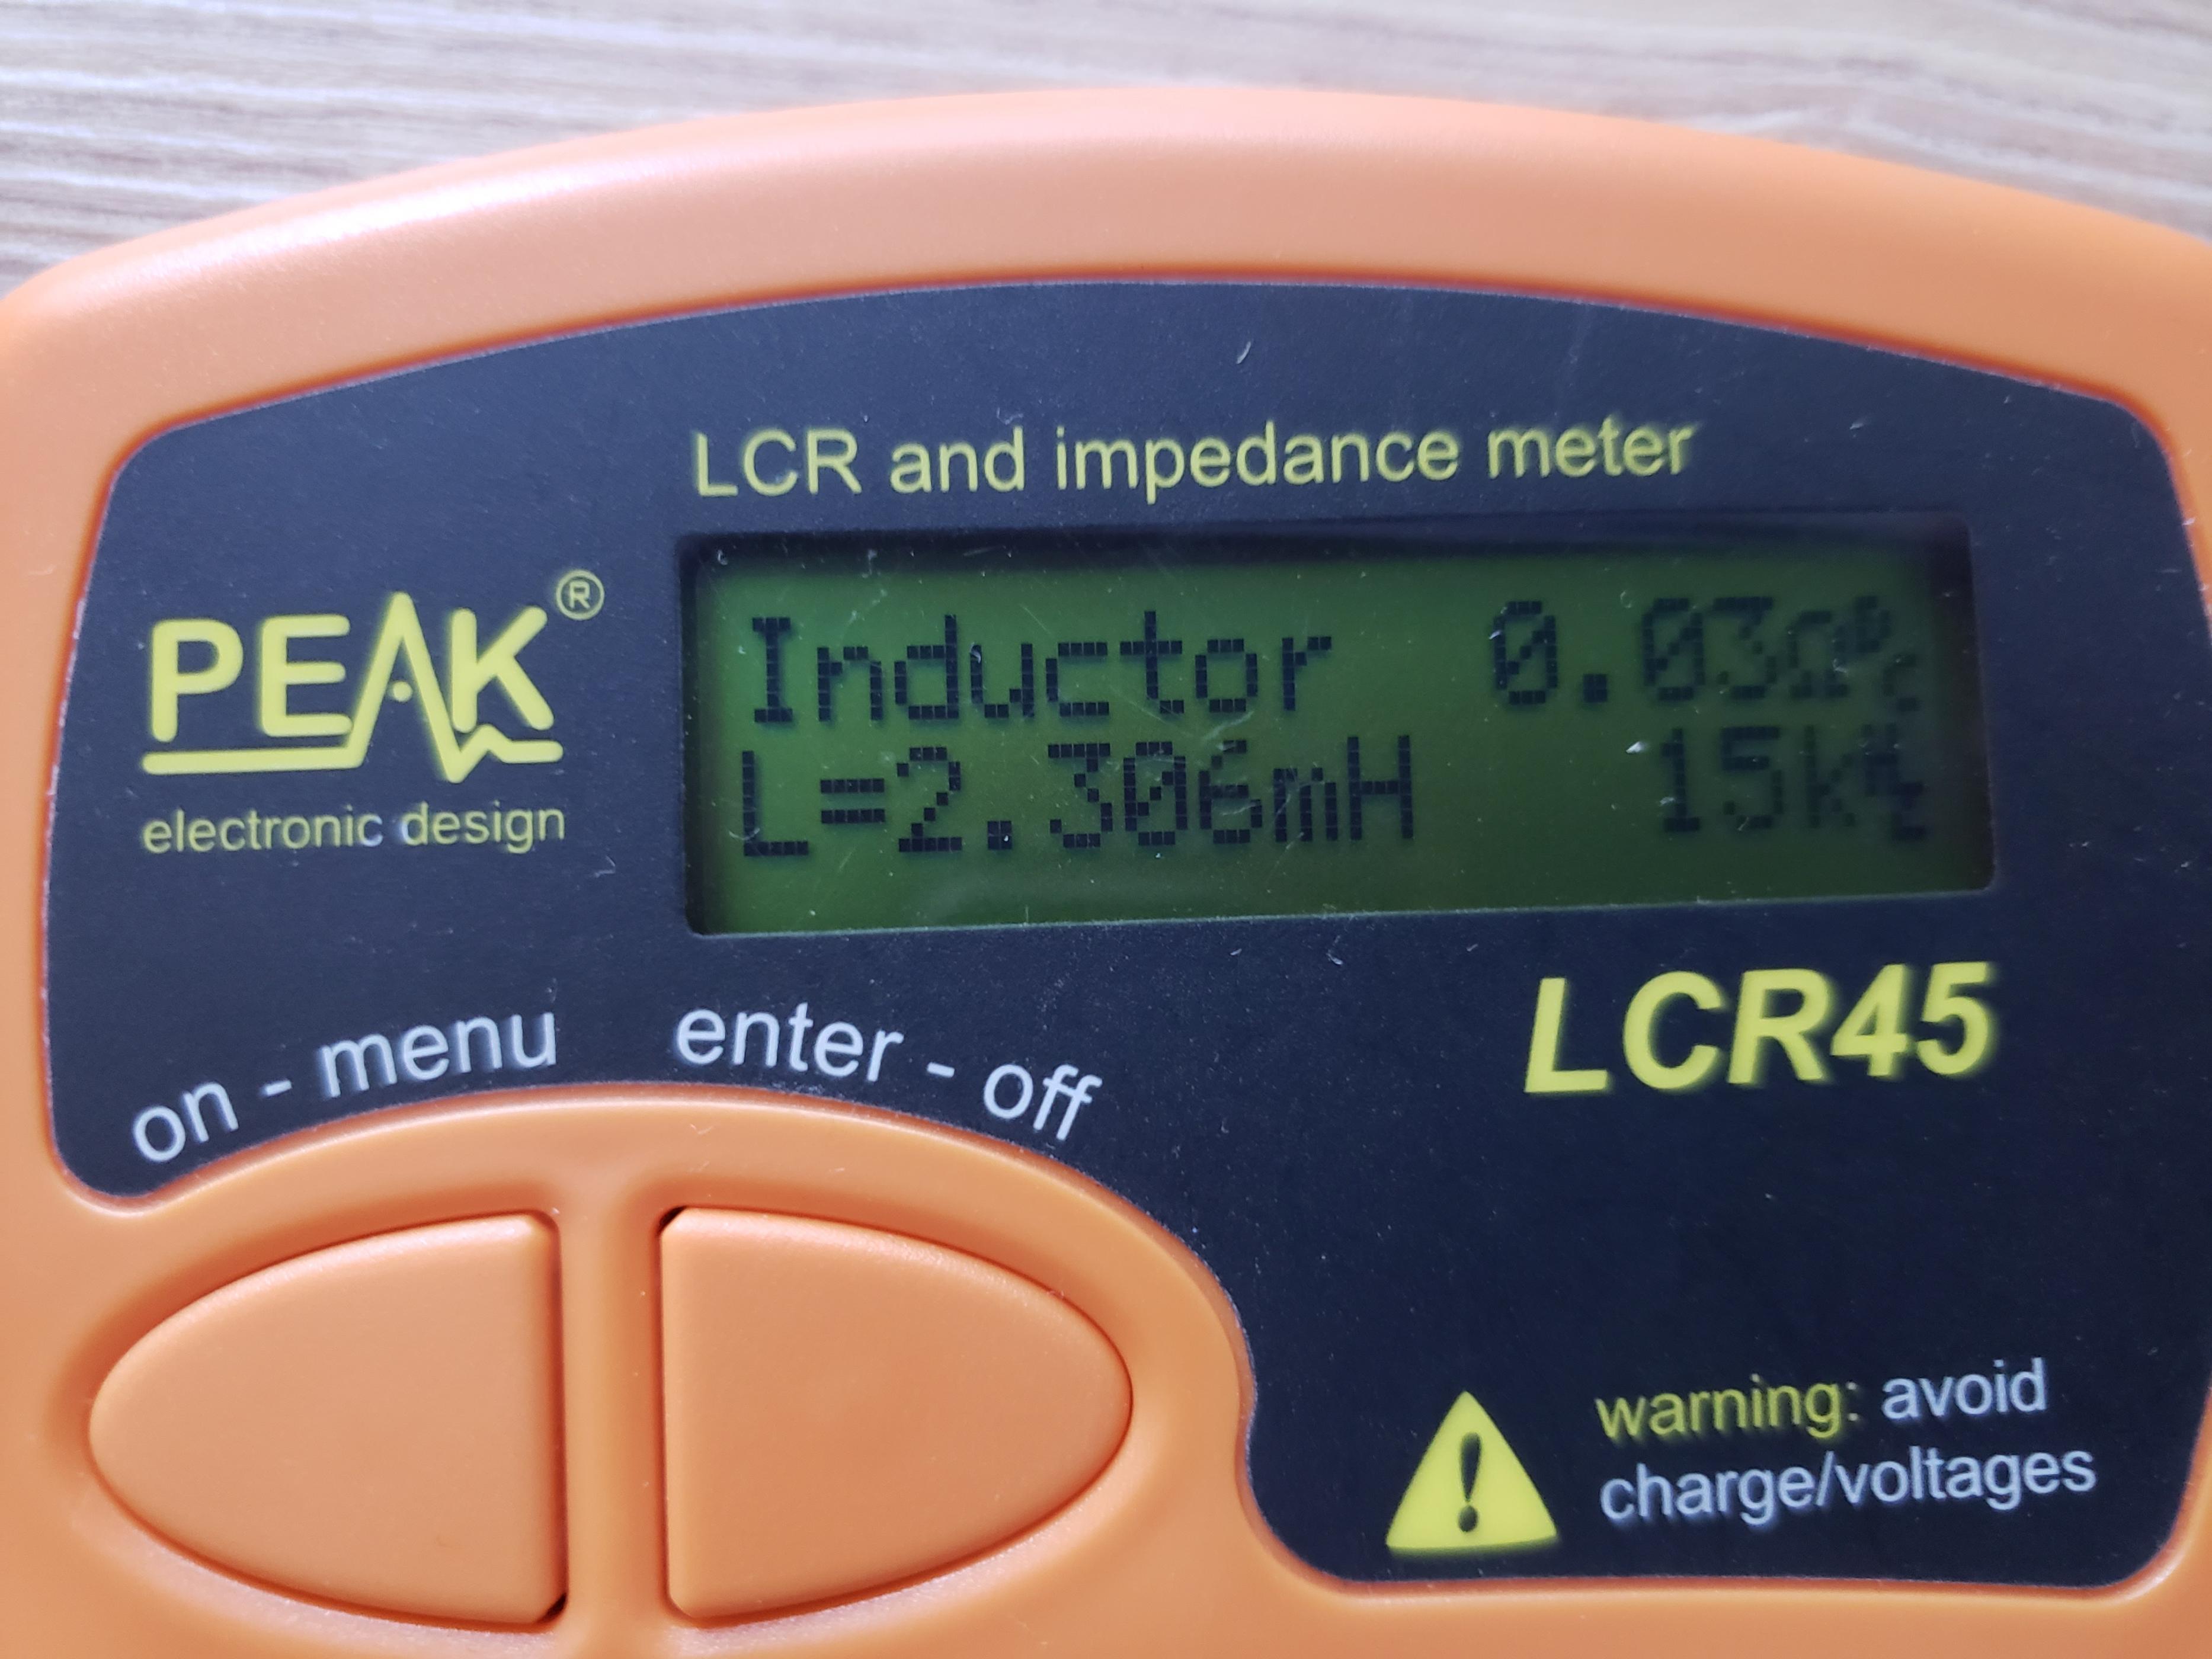 LCR and impedance meter
PEAK®
electronic design
Inductor 0.03ΩDC
L=2.306mH 15kHz
LCR45
on - menu enter - off
warning: avoid
charge/voltages